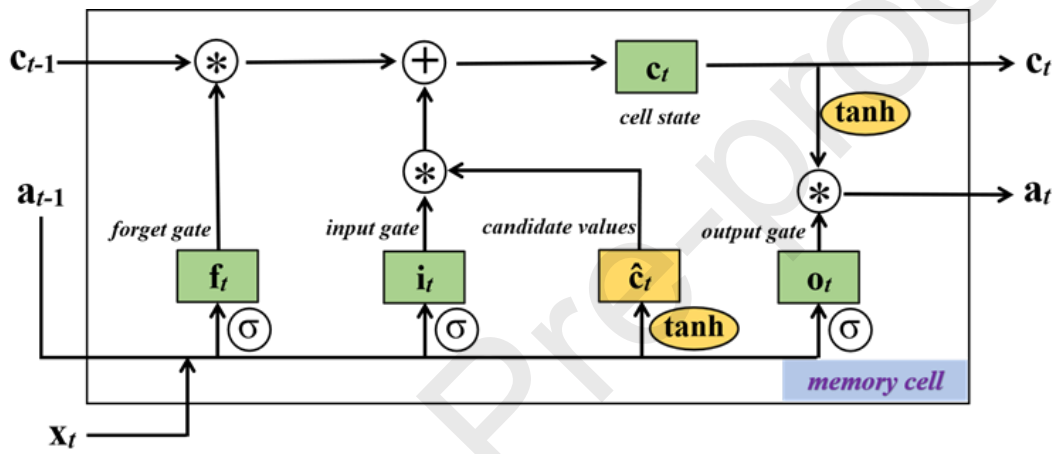 c_{t-1}
*
+
c_t
cell state
c_t
tanh
a_{t-1}
*
*
a_t
forget gate
input gate
candidate values
output gate
f_t
i_t
ĉ_t
o_t
σ
σ
tanh
σ
memory cell
x_t
Pre-proo